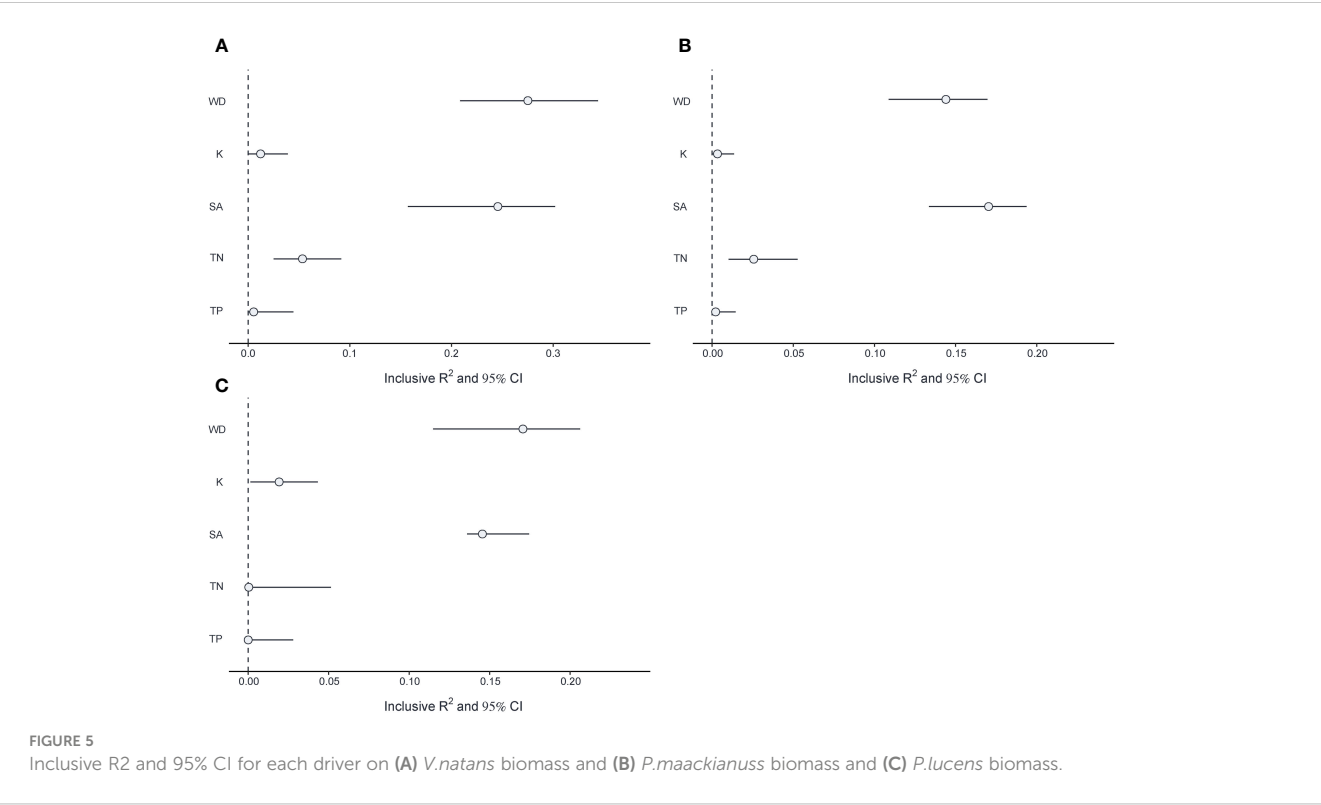 A
WD
K
SA
TN
TP
0.0 0.1 0.2 0.3
Inclusive R2 and 95% CI
B
WD
K
SA
TN
TP
0.00 0.05 0.10 0.15 0.20
Inclusive R2 and 95% CI
C
WD
K
SA
TN
TP
0.00 0.05 0.10 0.15 0.20
Inclusive R2 and 95% CI
FIGURE 5
Inclusive R2 and 95% CI for each driver on (A) V.natans biomass and (B) P.maackianuss biomass and (C) P.lucens biomass.